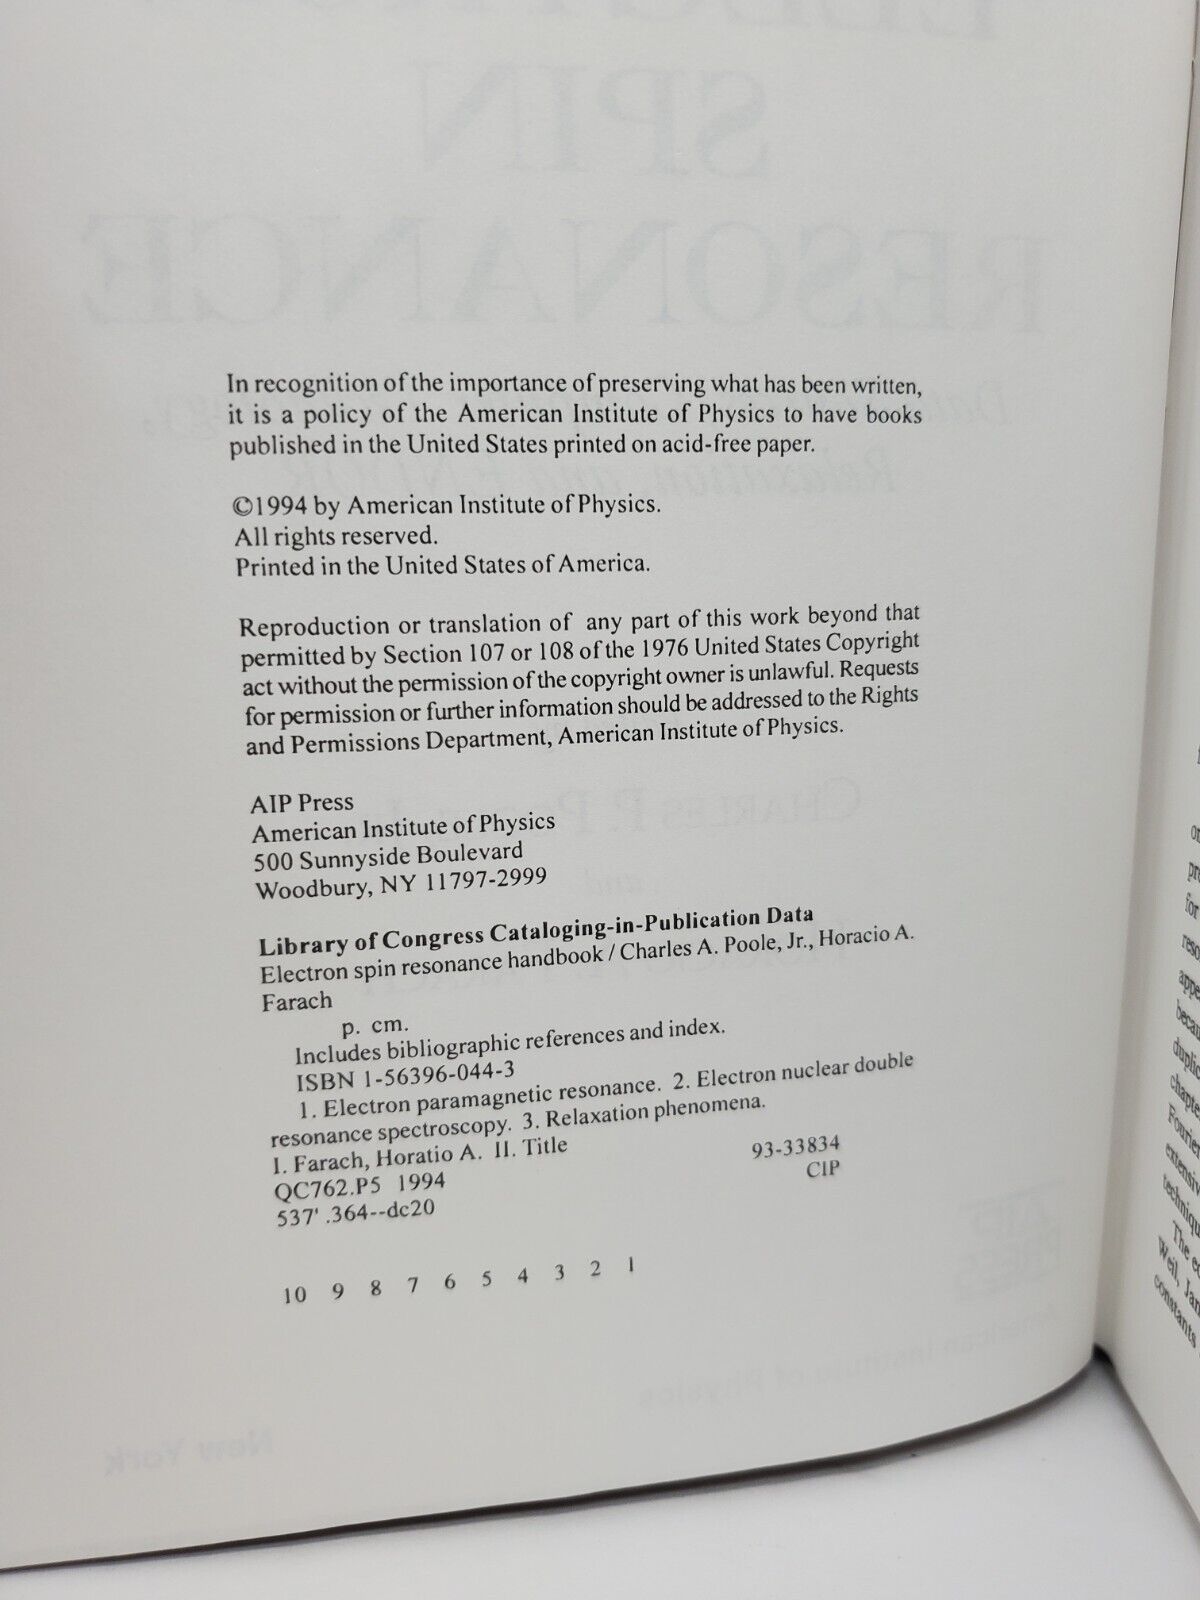 SPIN
RESONANCE
In recognition of the importance of preserving what has been written,
it is a policy of the American Institute of Physics to have books
published in the United States printed on acid-free paper.
©1994 by American Institute of Physics.
All rights reserved.
Printed in the United States of America.
Reproduction or translation of any part of this work beyond that
permitted by Section 107 or 108 of the 1976 United States Copyright
act without the permission of the copyright owner is unlawful. Requests
for permission or further information should be addressed to the Rights
and Permissions Department, American Institute of Physics.
AIP Press
American Institute of Physics
500 Sunnyside Boulevard
Woodbury, NY 11797-2999
Library of Congress Cataloging-in-Publication Data
Electron spin resonance handbook / Charles A. Poole, Jr., Horacio A.
Farach
p. cm.
Includes bibliographic references and index.
ISBN 1-56396-044-3
1. Electron paramagnetic resonance. 2. Electron nuclear double
resonance spectroscopy. 3. Relaxation phenomena.
I. Farach, Horatio A. II. Title
QC762.P5 1994 93-33834
537'.364--dc20 CIP
10 9 8 7 6 5 4 3 2 1
New York